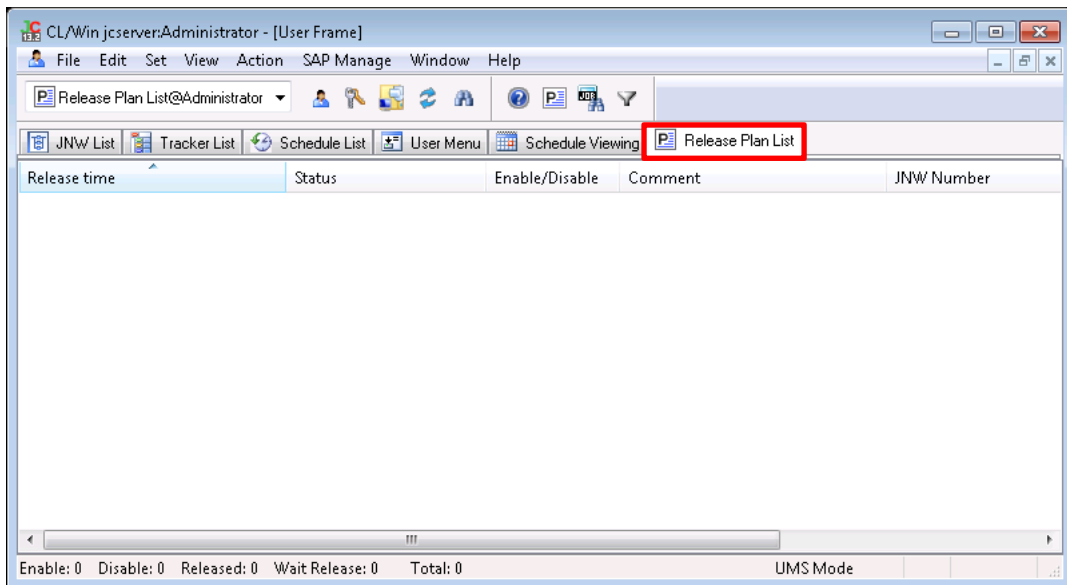 CL/Win jcserver:Administrator - [User Frame]
File Edit Set View Action SAP Manage Window Help
Release Plan List@Administrator
JNW List Tracker List Schedule List User Menu Schedule Viewing Release Plan List
Release time Status Enable/Disable Comment JNW Number
Enable: 0 Disable: 0 Released: 0 Wait Release: 0 Total: 0 UMS Mode